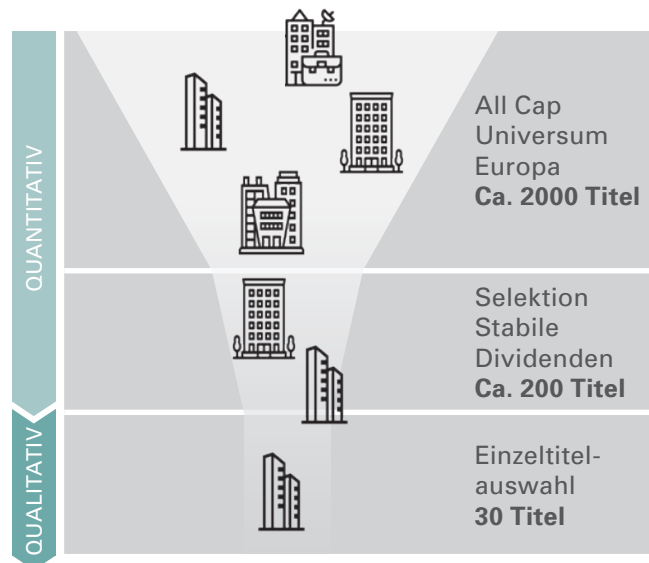 QUANTITATIV
All Cap
Universum
Europa
Ca. 2000 Titel
Selektion
Stabile
Dividenden
Ca. 200 Titel
QUALITATIV
Einzeltitel-
auswahl
30 Titel